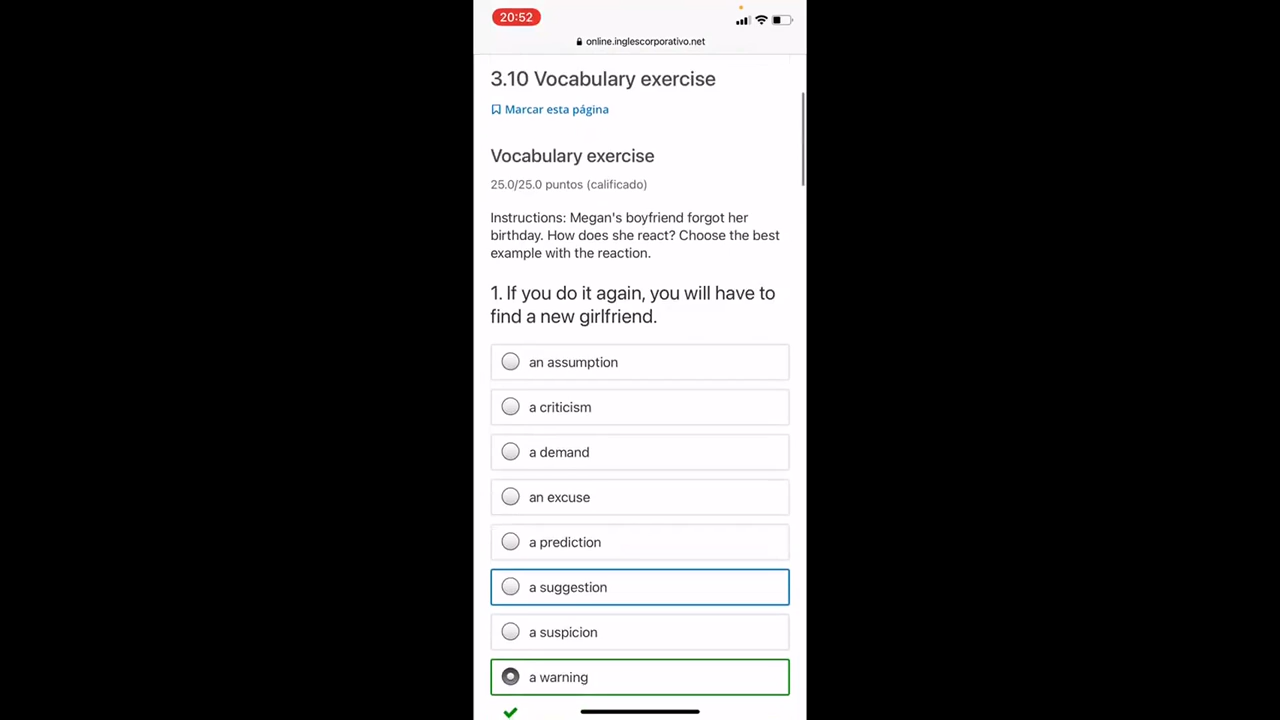 20:52
online.inglescorporativo.net
3.10 Vocabulary exercise
Marcar esta página
Vocabulary exercise
25.0/25.0 puntos (calificado)
Instructions: Megan's boyfriend forgot her
birthday. How does she react? Choose the best
example with the reaction.
1. If you do it again, you will have to
find a new girlfriend.
an assumption
a criticism
a demand
an excuse
a prediction
a suggestion
a suspicion
a warning